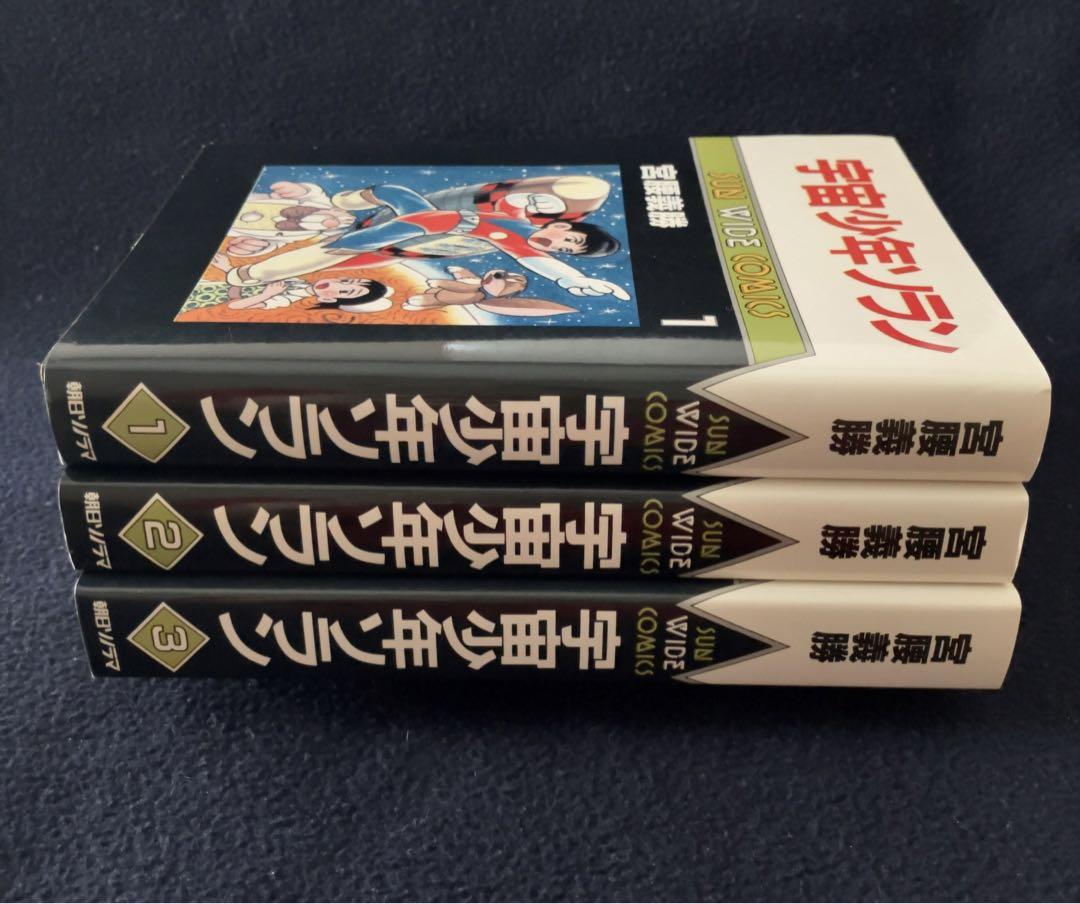 宇宙少年ソラン
SUN WIDE COMICS
宮腰義勝
1
宮腰義勝
SUN
WIDE
COMICS
宇宙少年ソラン
1
朝日ソノラマ
宮腰義勝
SUN
WIDE
COMICS
宇宙少年ソラン
2
朝日ソノラマ
宮腰義勝
SUN
WIDE
COMICS
宇宙少年ソラン
3
朝日ソノラマ